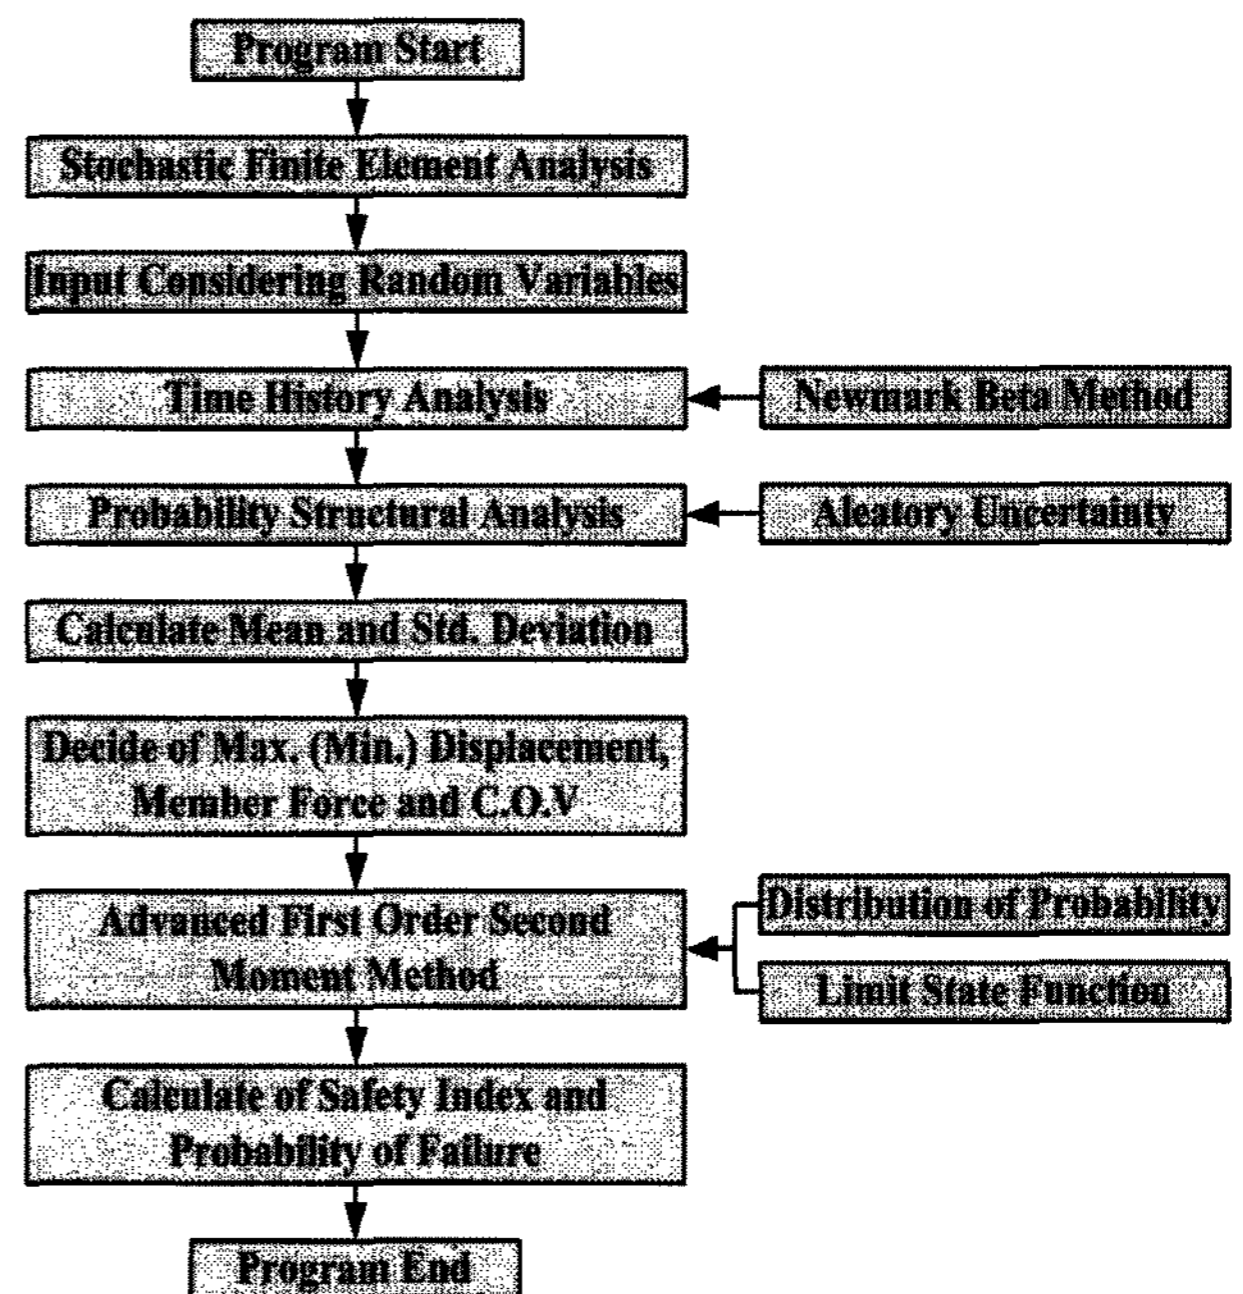 Program Start
Stochastic Finite Element Analysis
Input Considering Random Variables
Time History Analysis
Newmark Beta Method
Probability Structural Analysis
Aleatory Uncertainty
Calculate Mean and Std. Deviation
Decide of Max. (Min.) Displacement,
Member Force and C.O.V
Advanced First Order Second
Moment Method
Distribution of Probability
Limit State Function
Calculate of Safety Index and
Probability of Failure
Program End